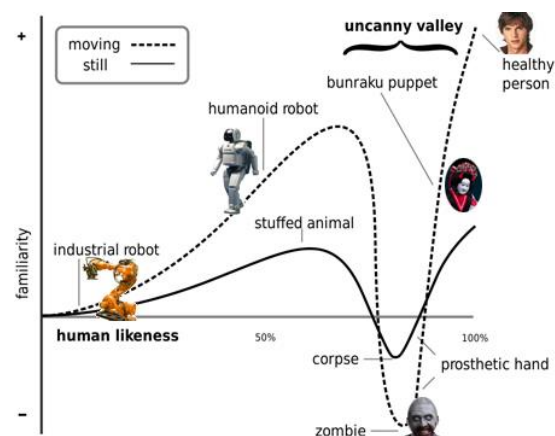 +
uncanny valley
moving
still
healthy
person
bunraku puppet
humanoid robot
stuffed animal
industrial robot
familiarity
human likeness
50%
100%
corpse
prosthetic hand
–
zombie